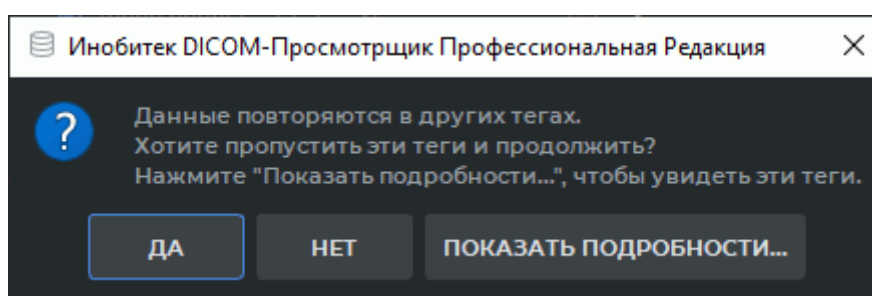 Инобитек DICOM-Просмотрщик Профессиональная Редакция
Данные повторяются в других тегах.
Хотите пропустить эти теги и продолжить?
Нажмите "Показать подробности...", чтобы увидеть эти теги.
ДА НЕТ ПОКАЗАТЬ ПОДРОБНОСТИ...